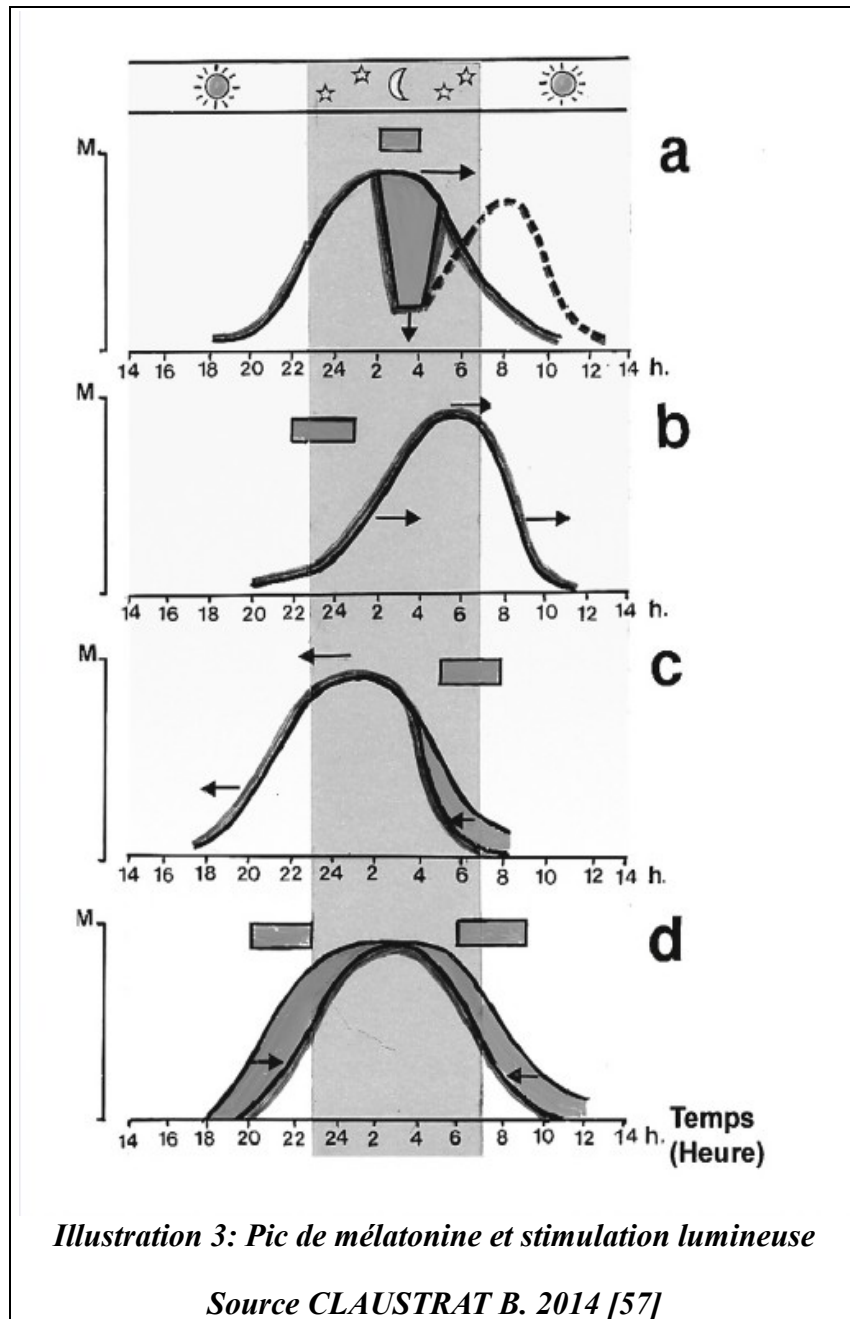 M. a
14 16 18 20 22 24 2 4 6 8 10 12 14 h.
M. b
14 16 18 20 22 24 2 4 6 8 10 12 14 h.
M. c
14 16 18 20 22 24 2 4 6 8 10 12 14 h.
M. d
14 16 18 20 22 24 2 4 6 8 10 12 14 h.
Temps
(Heure)
Illustration 3: Pic de mélatonine et stimulation lumineuse
Source CLAUSTRAT B. 2014 [57]